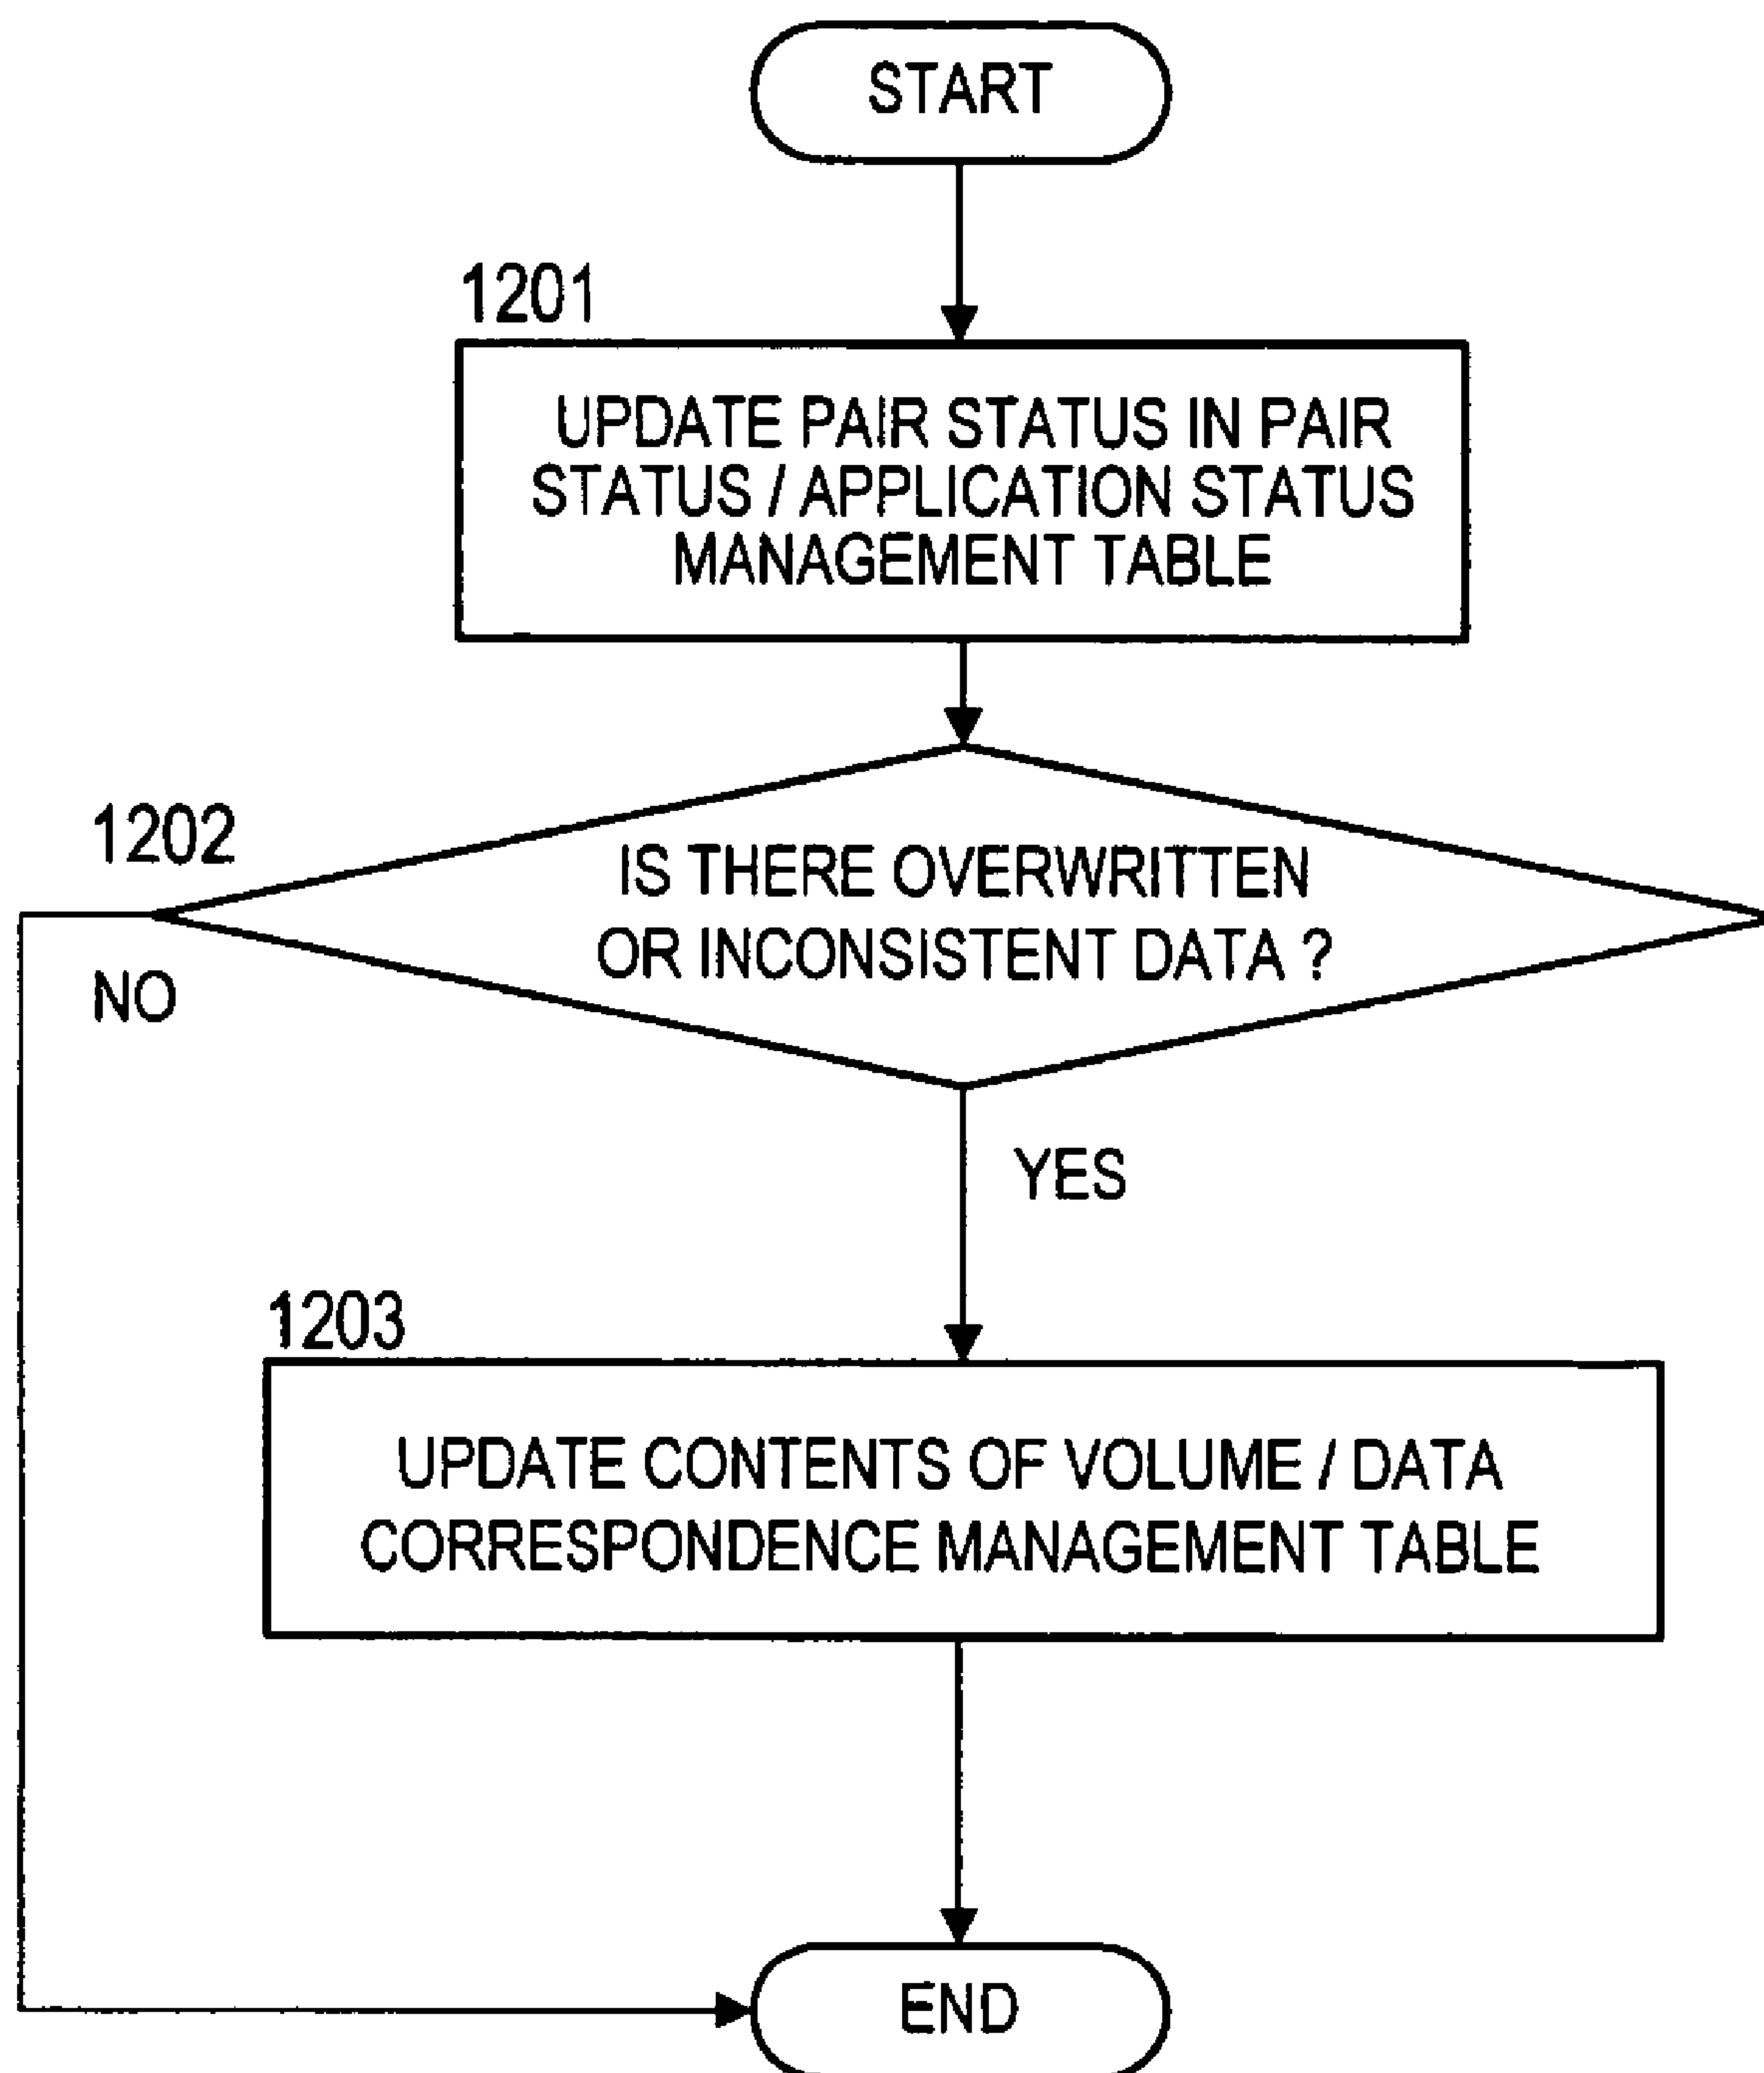 START
1201
UPDATE PAIR STATUS IN PAIR
STATUS / APPLICATION STATUS
MANAGEMENT TABLE
1202
IS THERE OVERWRITTEN
OR INCONSISTENT DATA ?
NO
YES
1203
UPDATE CONTENTS OF VOLUME / DATA
CORRESPONDENCE MANAGEMENT TABLE
END